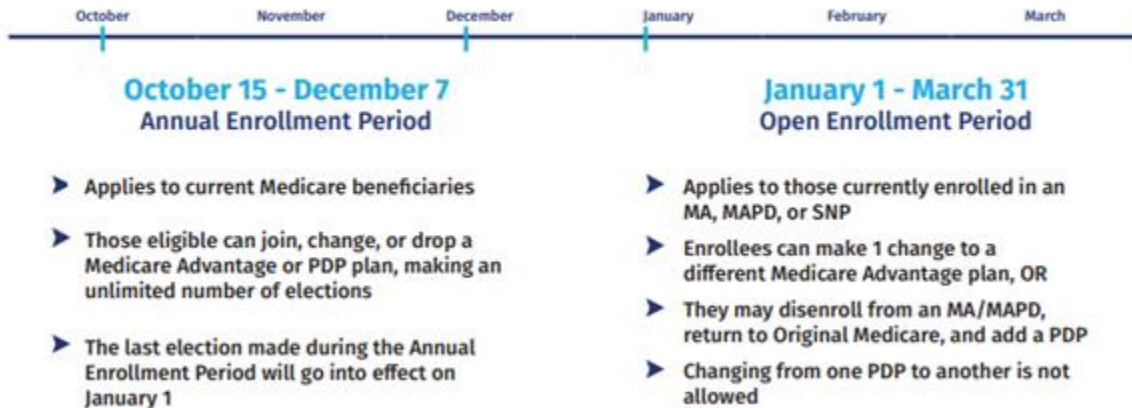 October November December January February March
October 15 - December 7
Annual Enrollment Period
➤ Applies to current Medicare beneficiaries
➤ Those eligible can join, change, or drop a
Medicare Advantage or PDP plan, making an
unlimited number of elections
➤ The last election made during the Annual
Enrollment Period will go into effect on
January 1
January 1 - March 31
Open Enrollment Period
➤ Applies to those currently enrolled in an
MA, MAPD, or SNP
➤ Enrollees can make 1 change to a
different Medicare Advantage plan, OR
➤ They may disenroll from an MA/MAPD,
return to Original Medicare, and add a PDP
➤ Changing from one PDP to another is not
allowed